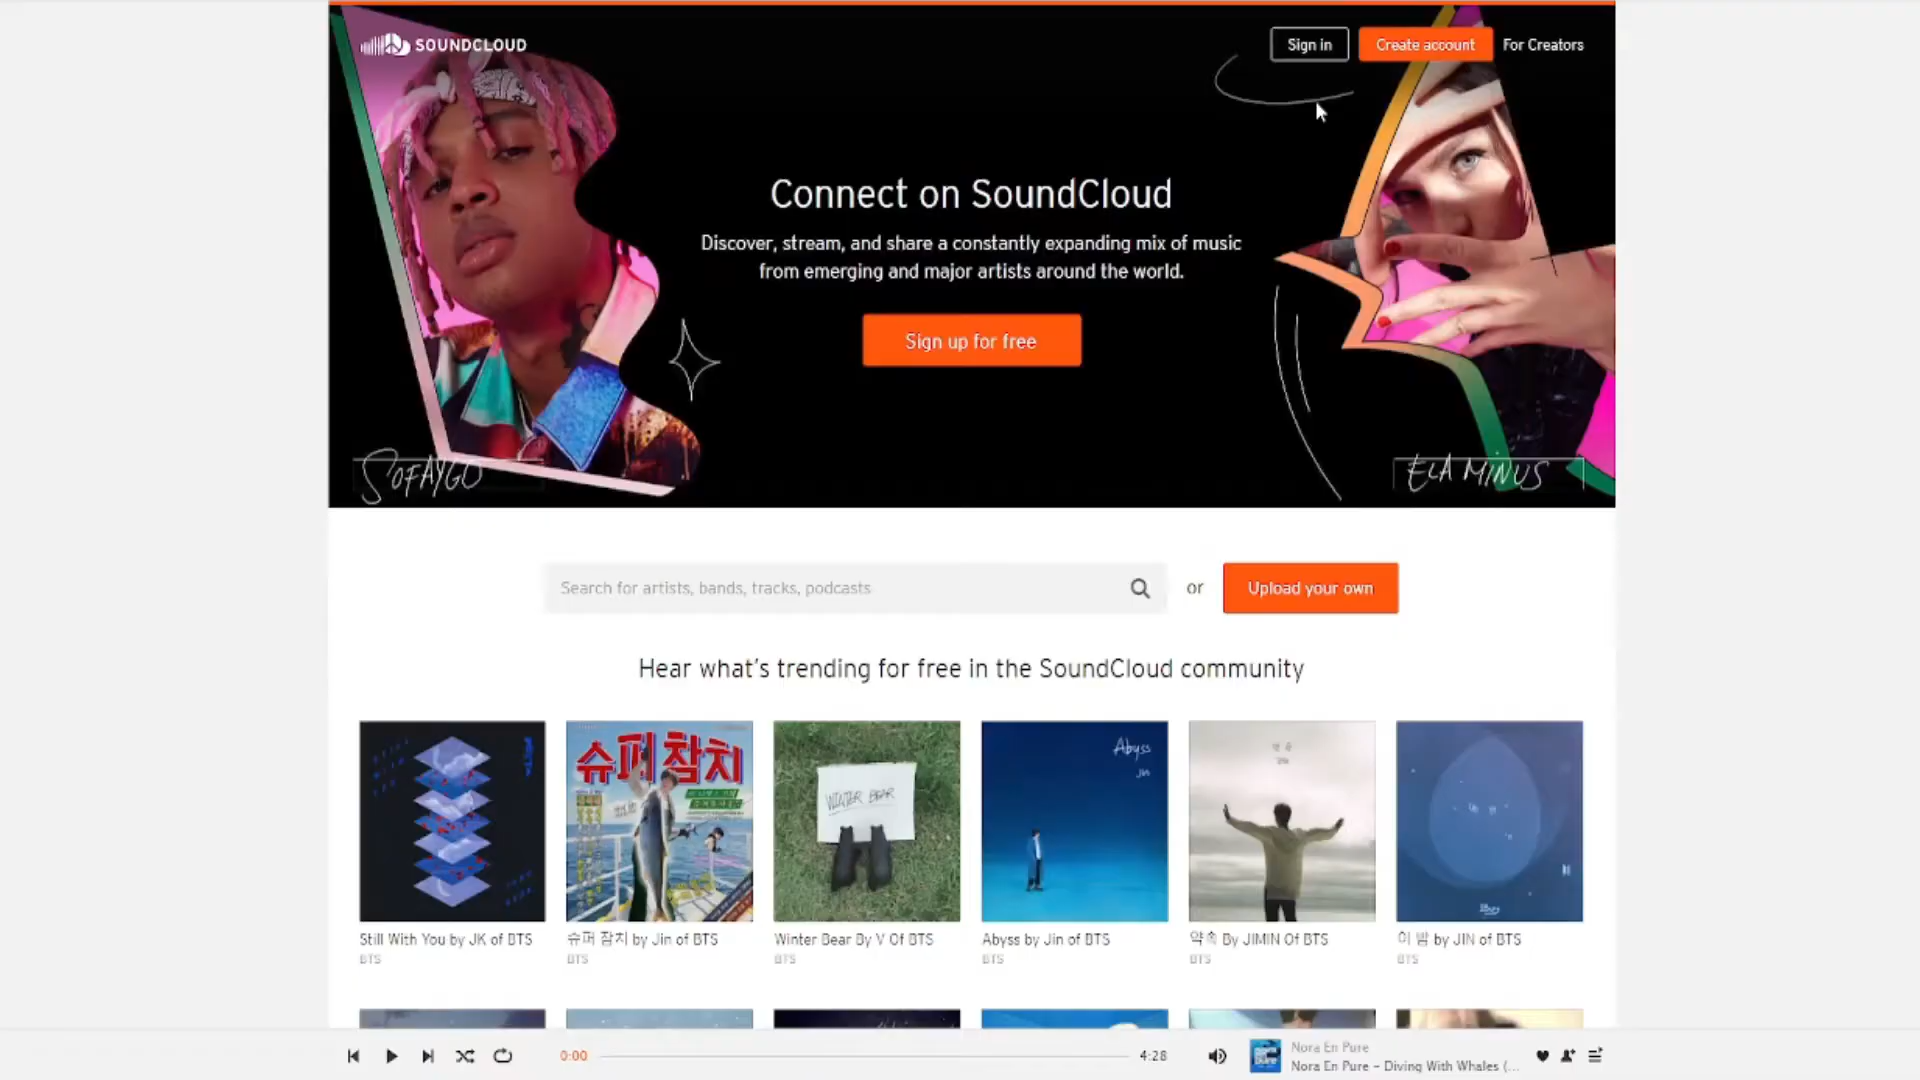 SOUNDCLOUD
Sign in
Create account
For Creators
Connect on SoundCloud
Discover, stream, and share a constantly expanding mix of music
from emerging and major artists around the world.
Sign up for free
SOFAYGO
ELA MINUS
Search for artists, bands, tracks, podcasts
or
Upload your own
Hear what's trending for free in the SoundCloud community
슈퍼 참치
WINTER BEAR
Abyss
Jin
Still With You by JK of BTS
BTS
슈퍼 참치 by Jin of BTS
BTS
Winter Bear By V Of BTS
BTS
Abyss by Jin of BTS
BTS
약속 By JIMIN Of BTS
BTS
이 밤 by JIN of BTS
BTS
0:00
4:28
Nora En Pure
Nora En Pure - Diving With Whales (...